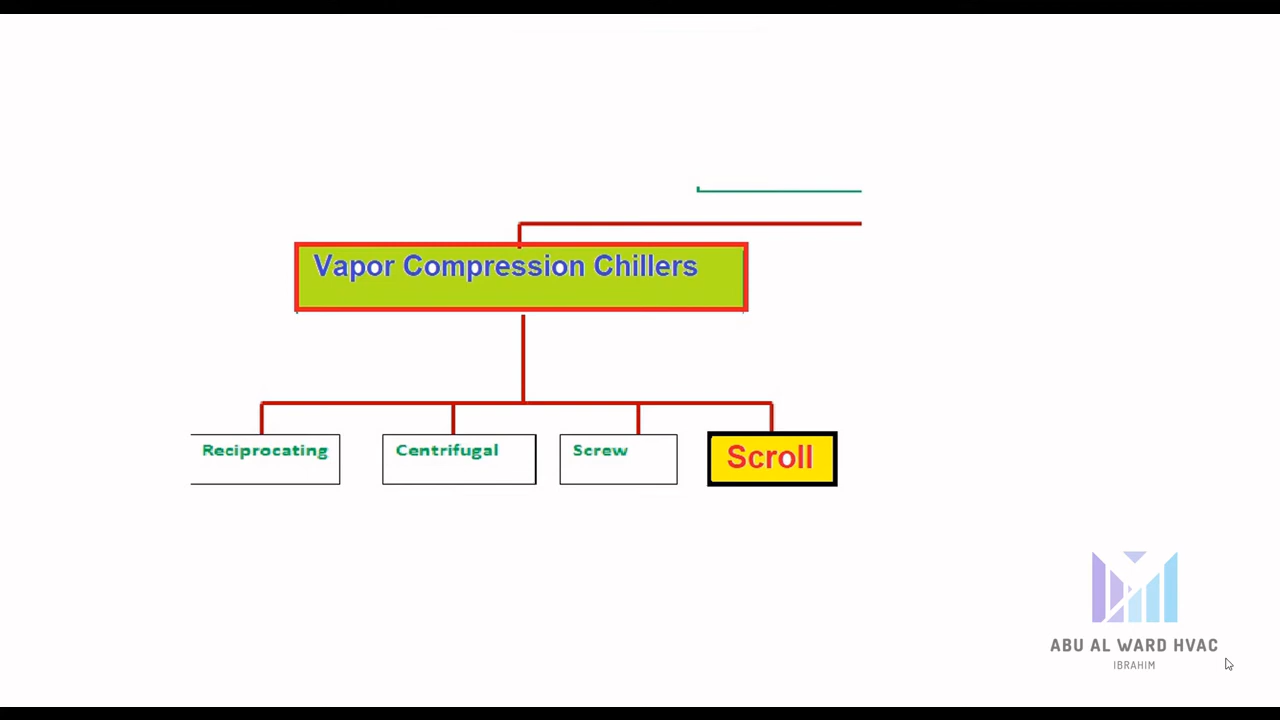 Vapor Compression Chillers
Reciprocating
Centrifugal
Screw
Scroll
ABU AL WARD HVAC
IBRAHIM